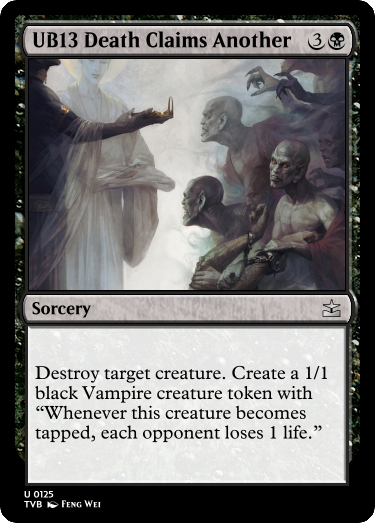 UB13 Death Claims Another 3
Sorcery
Destroy target creature. Create a 1/1
black Vampire creature token with
“Whenever this creature becomes
tapped, each opponent loses 1 life.”
U 0125
TVB Feng Wei